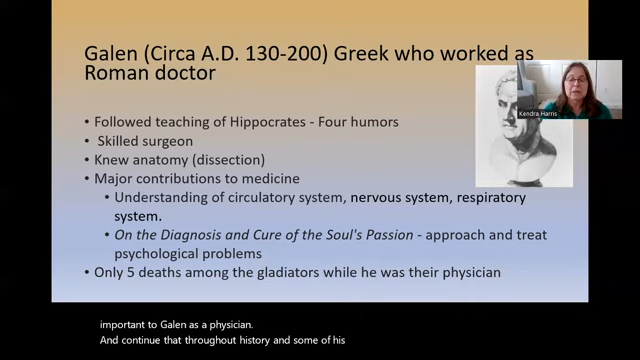 Galen (Circa A.D. 130-200) Greek who worked as
Roman doctor
• Followed teaching of Hippocrates - Four humors
• Skilled surgeon
• Knew anatomy (dissection)
• Major contributions to medicine
• Understanding of circulatory system, nervous system, respiratory
system.
• On the Diagnosis and Cure of the Soul's Passion - approach and treat
psychological problems
• Only 5 deaths among the gladiators while he was their physician
Kendra Harris
important to Galen as a physician.
And continue that throughout history and some of his